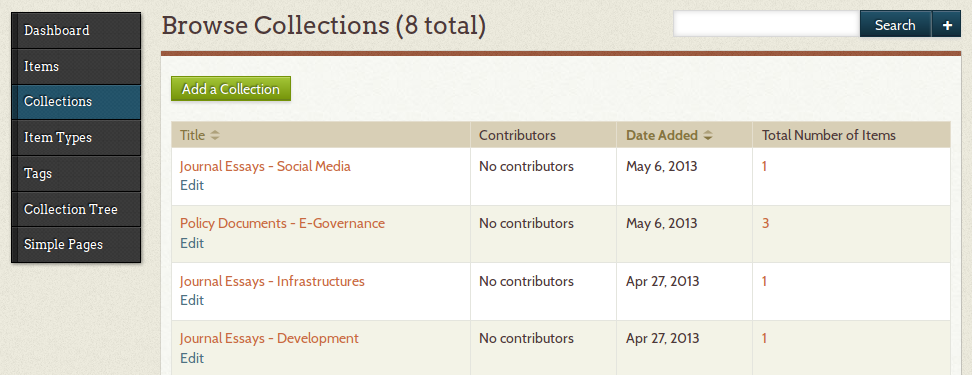 Dashboard
Items
Collections
Item Types
Tags
Collection Tree
Simple Pages
Browse Collections (8 total)
Search +
Add a Collection
Title Contributors Date Added Total Number of Items
Journal Essays - Social Media No contributors May 6, 2013 1
Edit
Policy Documents - E-Governance No contributors May 6, 2013 3
Edit
Journal Essays - Infrastructures No contributors Apr 27, 2013 1
Edit
Journal Essays - Development No contributors Apr 27, 2013 1
Edit